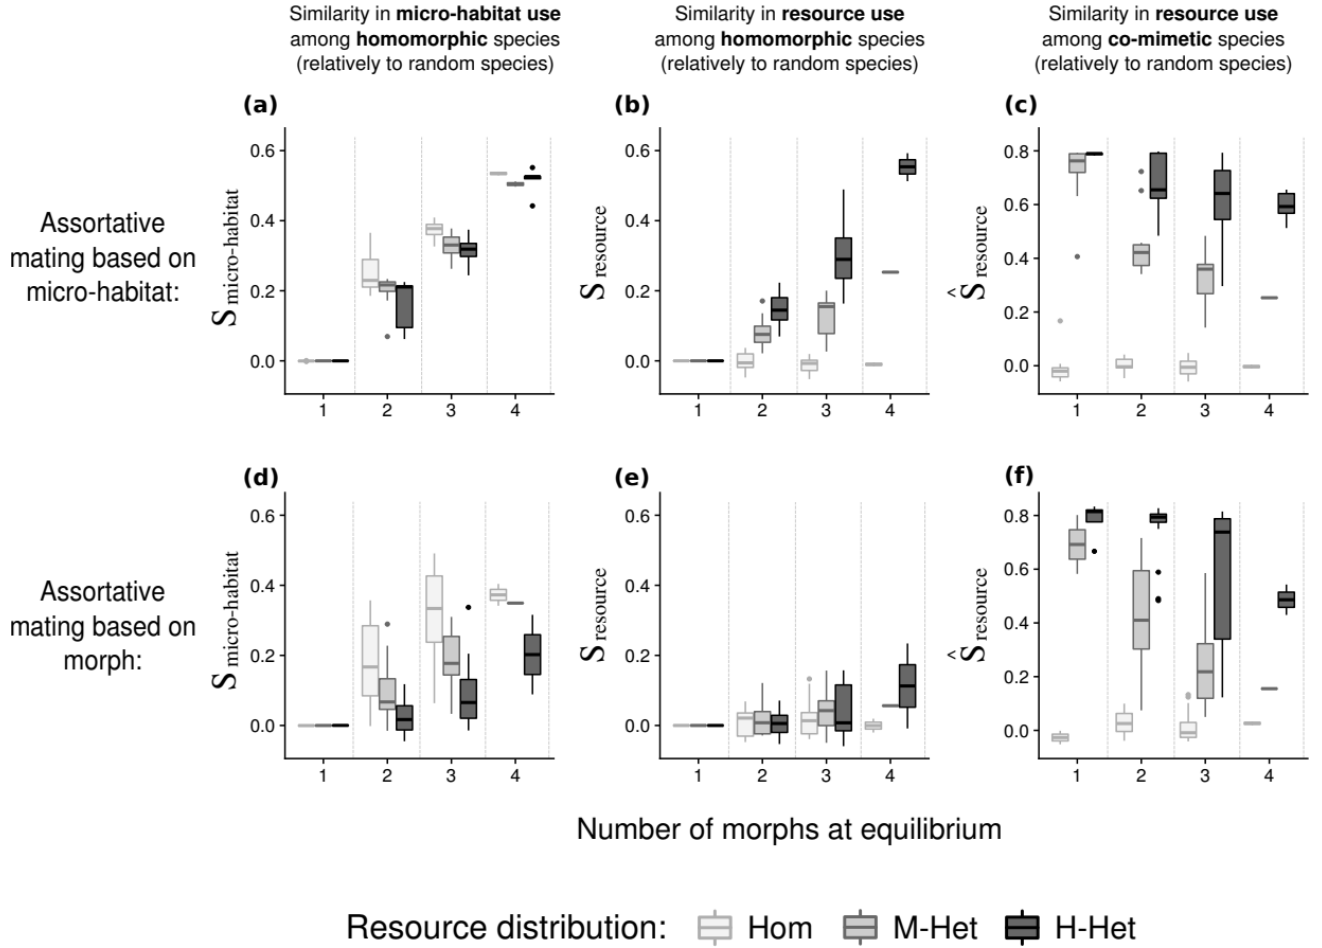 Similarity in micro-habitat use
among homomorphic species
(relatively to random species)
Similarity in resource use
among homomorphic species
(relatively to random species)
Similarity in resource use
among co-mimetic species
(relatively to random species)
Assortative
mating based on
micro-habitat:
(a)
S micro-habitat
0.6
0.4
0.2
0.0
1 2 3 4
(b)
S resource
0.6
0.4
0.2
0.0
1 2 3 4
(c)
Ŝ resource
0.8
0.6
0.4
0.2
0.0
1 2 3 4
Assortative
mating based on
morph:
(d)
S micro-habitat
0.6
0.4
0.2
0.0
1 2 3 4
(e)
S resource
0.6
0.4
0.2
0.0
1 2 3 4
(f)
Ŝ resource
0.8
0.6
0.4
0.2
0.0
1 2 3 4
Number of morphs at equilibrium
Resource distribution: Hom M-Het H-Het